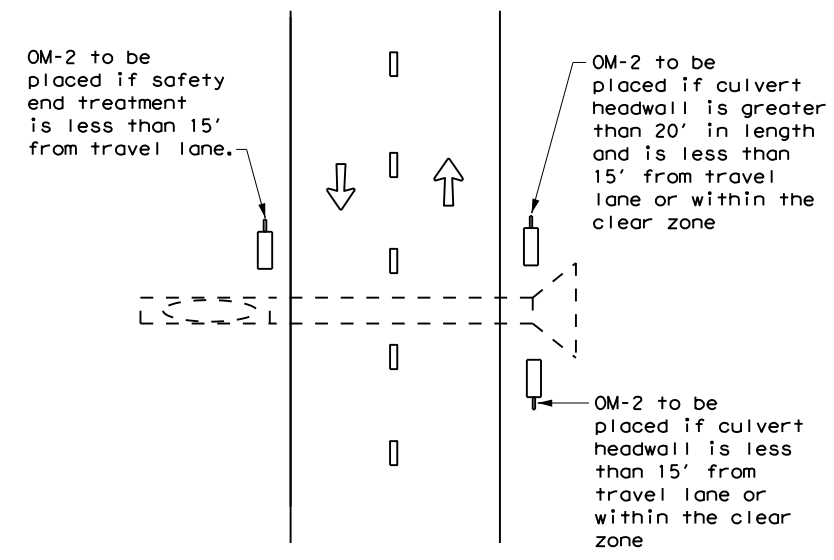 OM-2 to be
placed if safety
end treatment
is less than 15'
from travel lane.
OM-2 to be
placed if culvert
headwall is greater
than 20' in length
and is less than
15' from travel
lane or within the
clear zone
OM-2 to be
placed if culvert
headwall is less
than 15' from
travel lane or
within the clear
zone